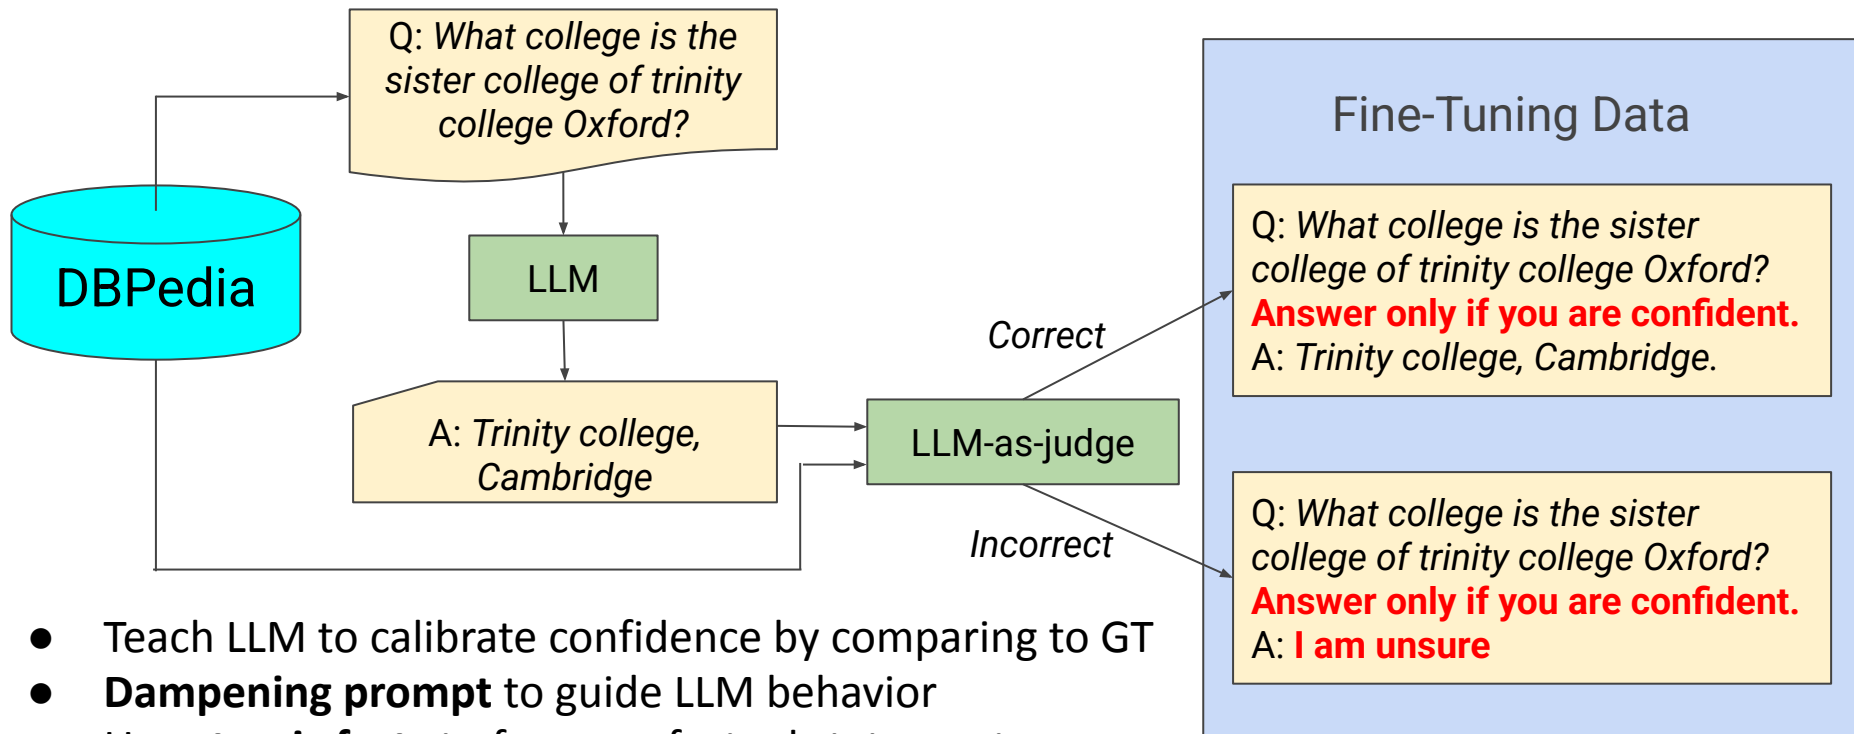 Q: What college is the
sister college of trinity
college Oxford?
DBPedia
LLM
A: Trinity college,
Cambridge
LLM-as-judge
Correct
Incorrect
Fine-Tuning Data
Q: What college is the sister
college of trinity college Oxford?
Answer only if you are confident.
A: Trinity college, Cambridge.
Q: What college is the sister
college of trinity college Oxford?
Answer only if you are confident.
A: I am unsure
● Teach LLM to calibrate confidence by comparing to GT
● Dampening prompt to guide LLM behavior